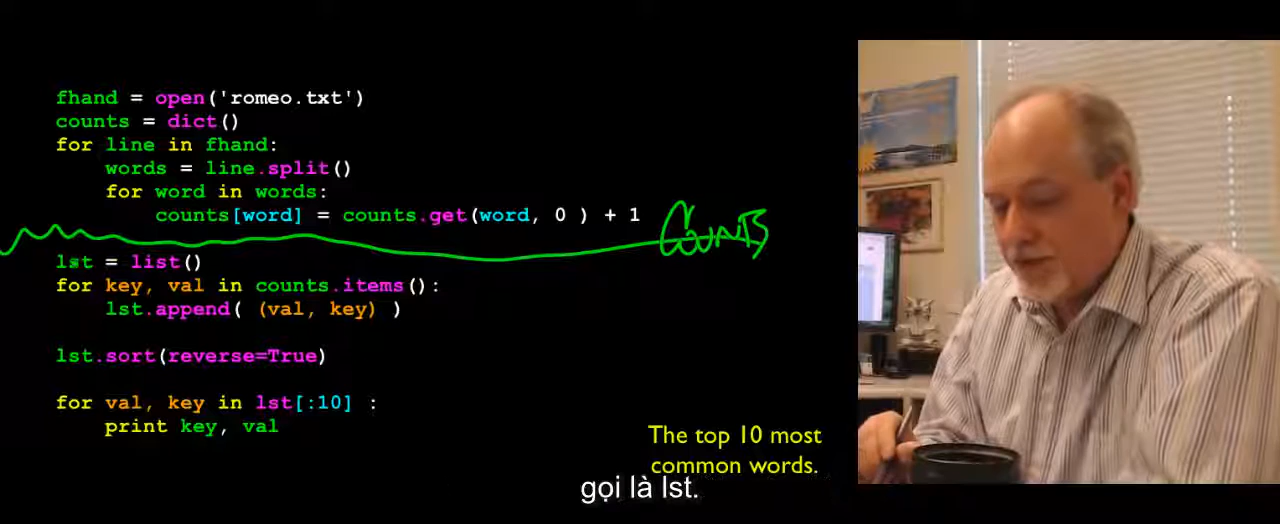 fhand = open('romeo.txt')
counts = dict()
for line in fhand:
    words = line.split()
    for word in words:
        counts[word] = counts.get(word, 0 ) + 1
COUNTS
lst = list()
for key, val in counts.items():
    lst.append( (val, key) )
lst.sort(reverse=True)
for val, key in lst[:10] :
    print key, val
The top 10 most
common words.
gọi là lst.